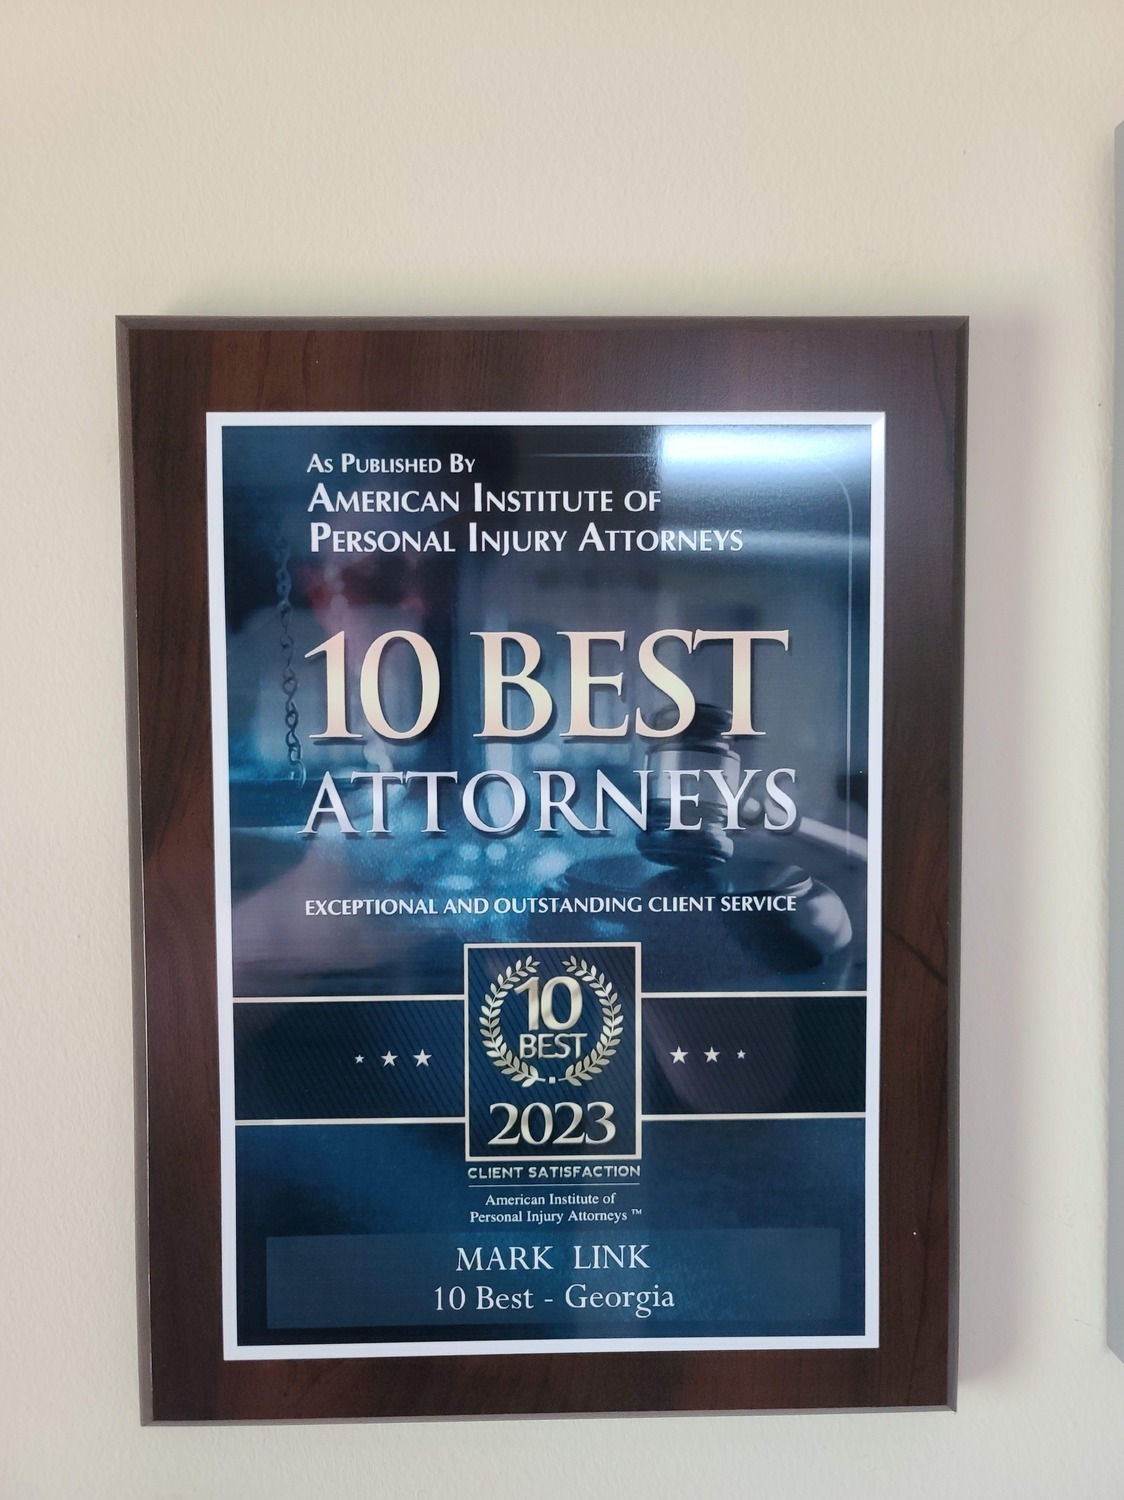 As Published By
American Institute of
Personal Injury Attorneys
10 BEST
ATTORNEYS
EXCEPTIONAL AND OUTSTANDING CLIENT SERVICE
10
BEST
2023
CLIENT SATISFACTION
American Institute of
Personal Injury Attorneys ™
MARK LINK
10 Best - Georgia